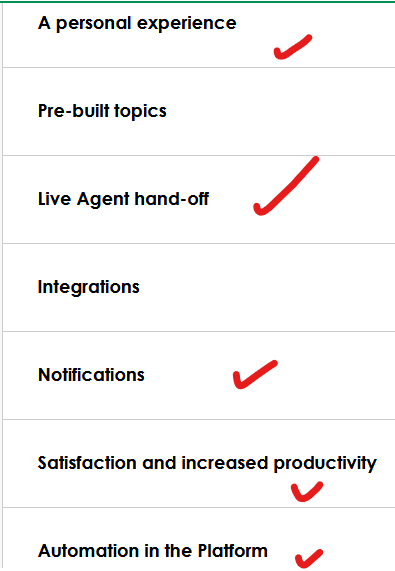 A personal experience
Pre-built topics
Live Agent hand-off
Integrations
Notifications
Satisfaction and increased productivity
Automation in the Platform